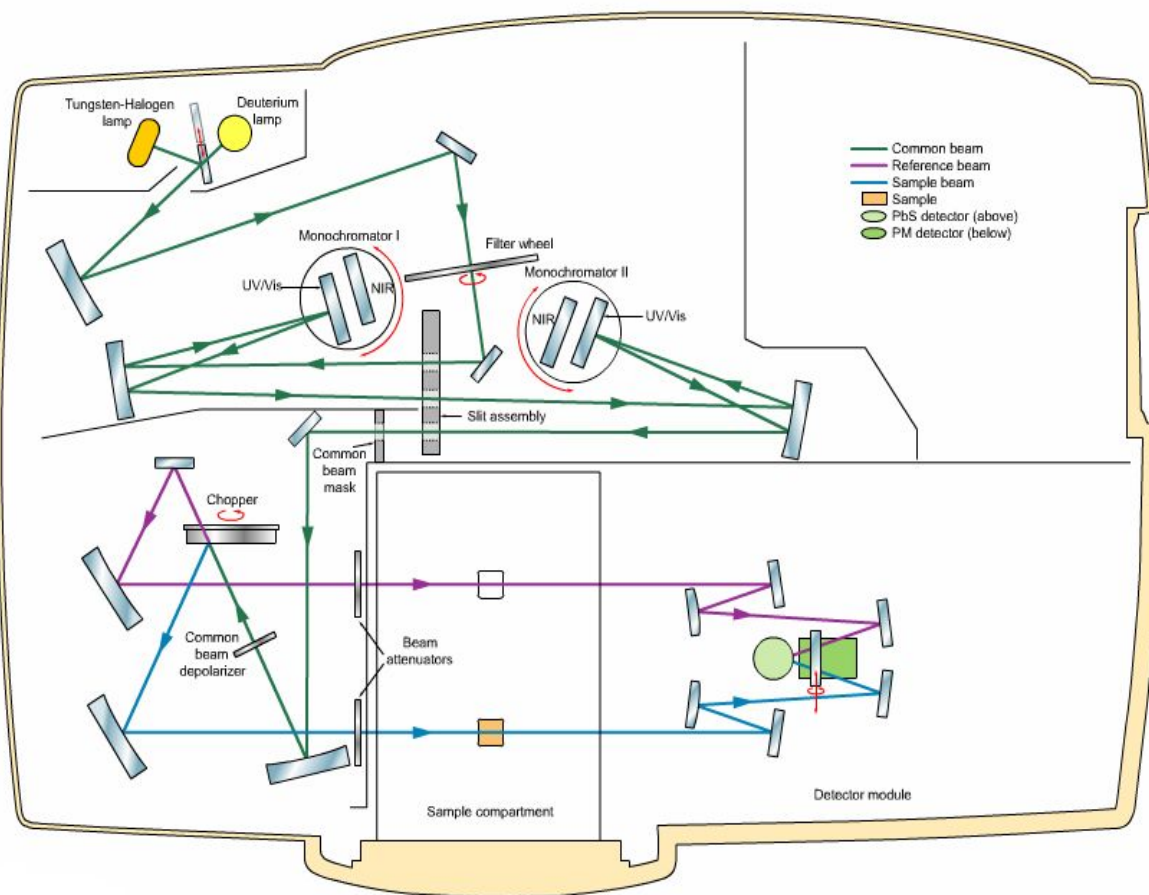 Tungsten-Halogen
lamp
Deuterium
lamp
Common beam
Reference beam
Sample beam
Sample
PbS detector (above)
PM detector (below)
Monochromator I
Filter wheel
UV/Vis
NIR
Monochromator II
NIR
UV/Vis
Slit assembly
Common
beam
mask
Chopper
Common
beam
depolarizer
Beam
attenuators
Sample compartment
Detector module